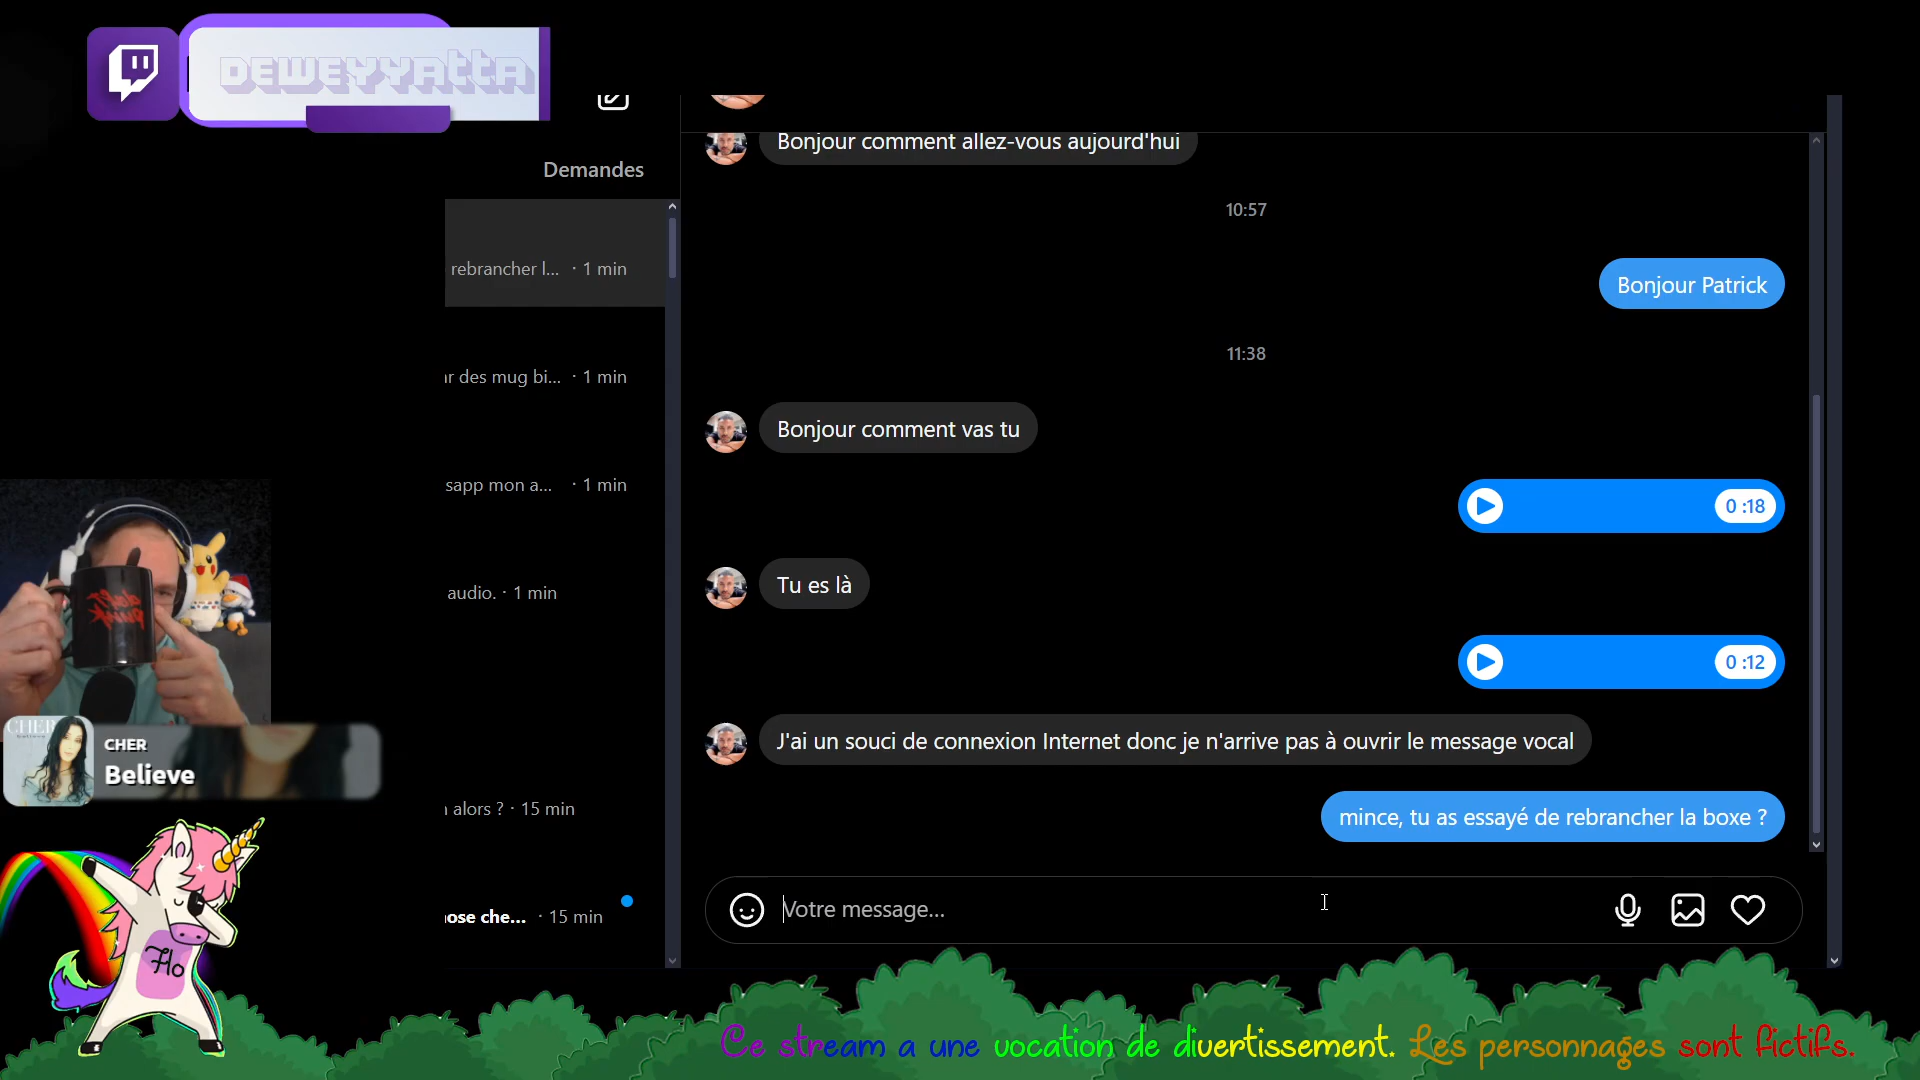 DEWEYYATTA
Demandes
rebrancher l... · 1 min
r des mug bi... · 1 min
sapp mon a... · 1 min
audio. · 1 min
alors ? · 15 min
ose che... · 15 min
Bonjour comment allez-vous aujourd'hui
10:57
Bonjour Patrick
11:38
Bonjour comment vas tu
0 :18
Tu es là
0 :12
J'ai un souci de connexion Internet donc je n'arrive pas à ouvrir le message vocal
mince, tu as essayé de rebrancher la boxe ?
Votre message...
daft
punk
CHER
CHER
Believe
Flo
Ce stream a une vocation de divertissement. Les personnages sont fictifs.